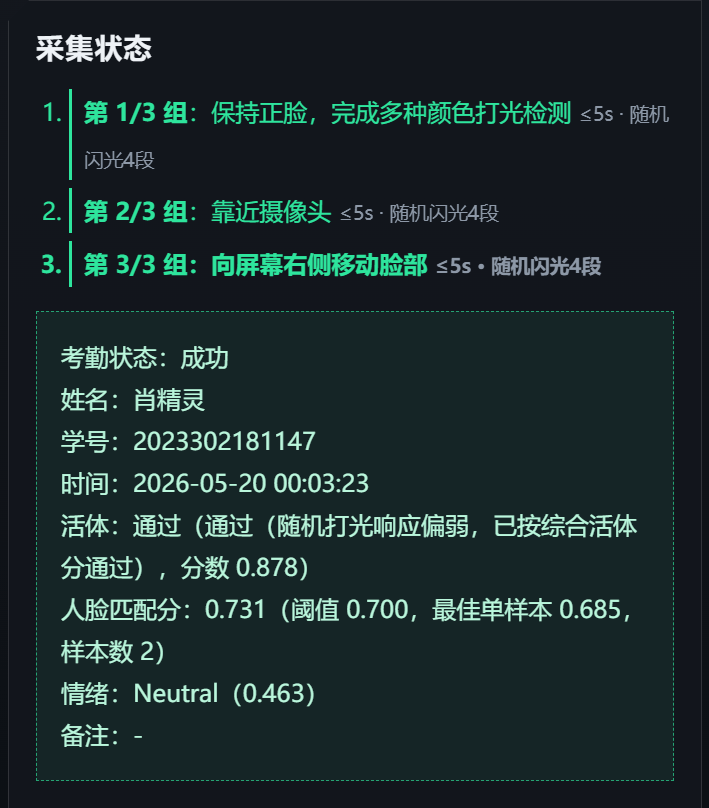 采集状态
1. 第 1/3 组：保持正脸，完成多种颜色打光检测 ≤5s · 随机
闪光4段
2. 第 2/3 组：靠近摄像头 ≤5s · 随机闪光4段
3. 第 3/3 组：向屏幕右侧移动脸部 ≤5s • 随机闪光4段
考勤状态：成功
姓名：肖精灵
学号：2023302181147
时间：2026-05-20 00:03:23
活体：通过（通过（随机打光响应偏弱，已按综合活体
分通过），分数 0.878）
人脸匹配分：0.731（阈值 0.700，最佳单样本 0.685，
样本数 2）
情绪：Neutral（0.463）
备注：-